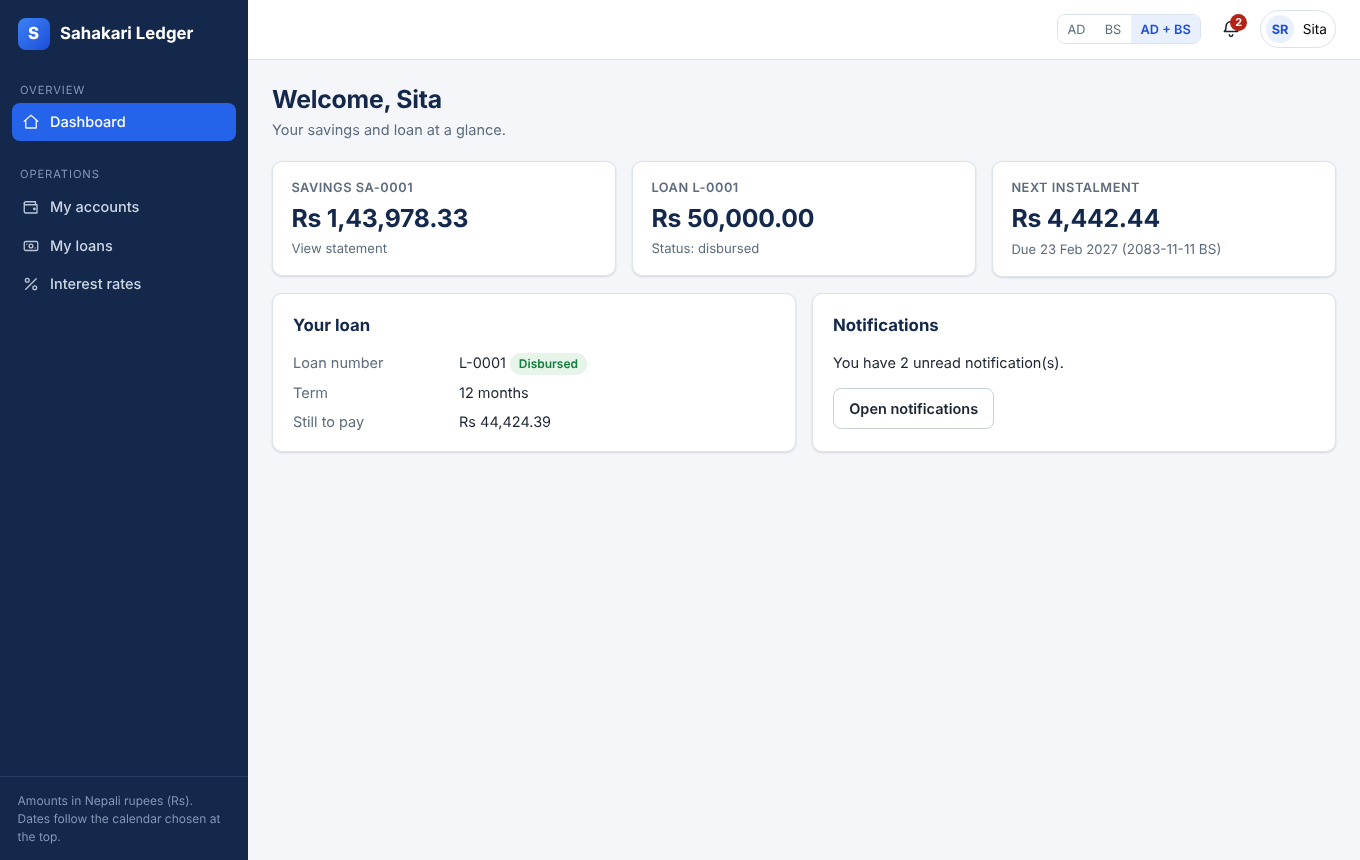 S Sahakari Ledger
AD BS AD + BS 2 SR Sita
OVERVIEW
Dashboard
OPERATIONS
My accounts
My loans
Interest rates
Amounts in Nepali rupees (Rs).
Dates follow the calendar chosen at
the top.
Welcome, Sita
Your savings and loan at a glance.
SAVINGS SA-0001
Rs 1,43,978.33
View statement
LOAN L-0001
Rs 50,000.00
Status: disbursed
NEXT INSTALMENT
Rs 4,442.44
Due 23 Feb 2027 (2083-11-11 BS)
Your loan
Loan number L-0001 Disbursed
Term 12 months
Still to pay Rs 44,424.39
Notifications
You have 2 unread notification(s).
Open notifications